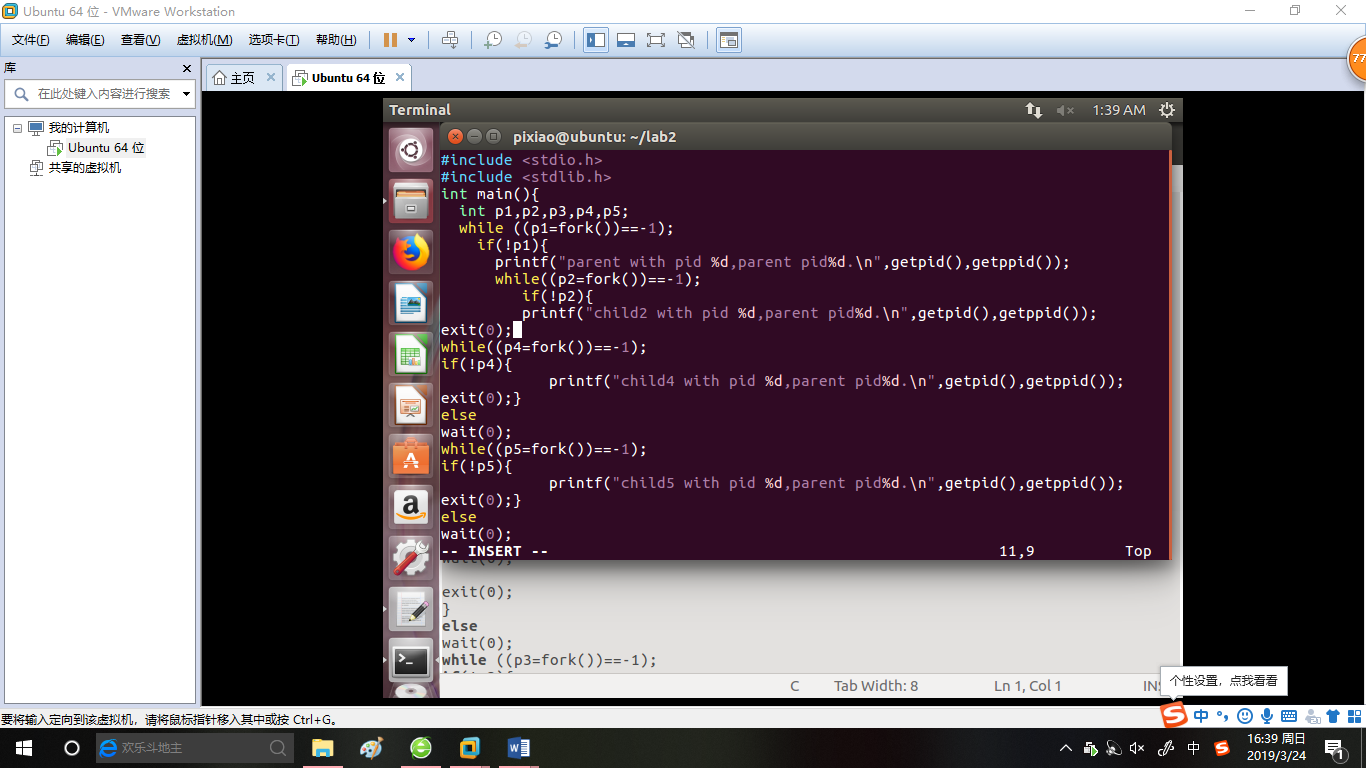 Ubuntu 64 位 - VMware Workstation
文件(F) 编辑(E) 查看(V) 虚拟机(M) 选项卡(T) 帮助(H)
库
在此处键入内容进行搜索
我的计算机
Ubuntu 64 位
共享的虚拟机
主页
Ubuntu 64 位
77
Terminal
1:39 AM
pixiao@ubuntu: ~/lab2
#include <stdio.h>
#include <stdlib.h>
int main(){
int p1,p2,p3,p4,p5;
while ((p1=fork())==-1);
if(!p1){
printf("parent with pid %d,parent pid%d.\n",getpid(),getppid());
while((p2=fork())==-1);
if(!p2){
printf("child2 with pid %d,parent pid%d.\n",getpid(),getppid());
exit(0);
while((p4=fork())==-1);
if(!p4){
printf("child4 with pid %d,parent pid%d.\n",getpid(),getppid());
exit(0);}
else
wait(0);
while((p5=fork())==-1);
if(!p5){
printf("child5 with pid %d,parent pid%d.\n",getpid(),getppid());
exit(0);}
else
wait(0);
-- INSERT -- 11,9 Top
wait(0);
exit(0);
}
else
wait(0);
while ((p3=fork())==-1);
C Tab Width: 8 Ln 1, Col 1 INS
个性设置，点我看看
要将输入定向到该虚拟机，请将鼠标指针移入其中或按 Ctrl+G。
中
欢乐斗地主
中
16:39 周日
2019/3/24
1